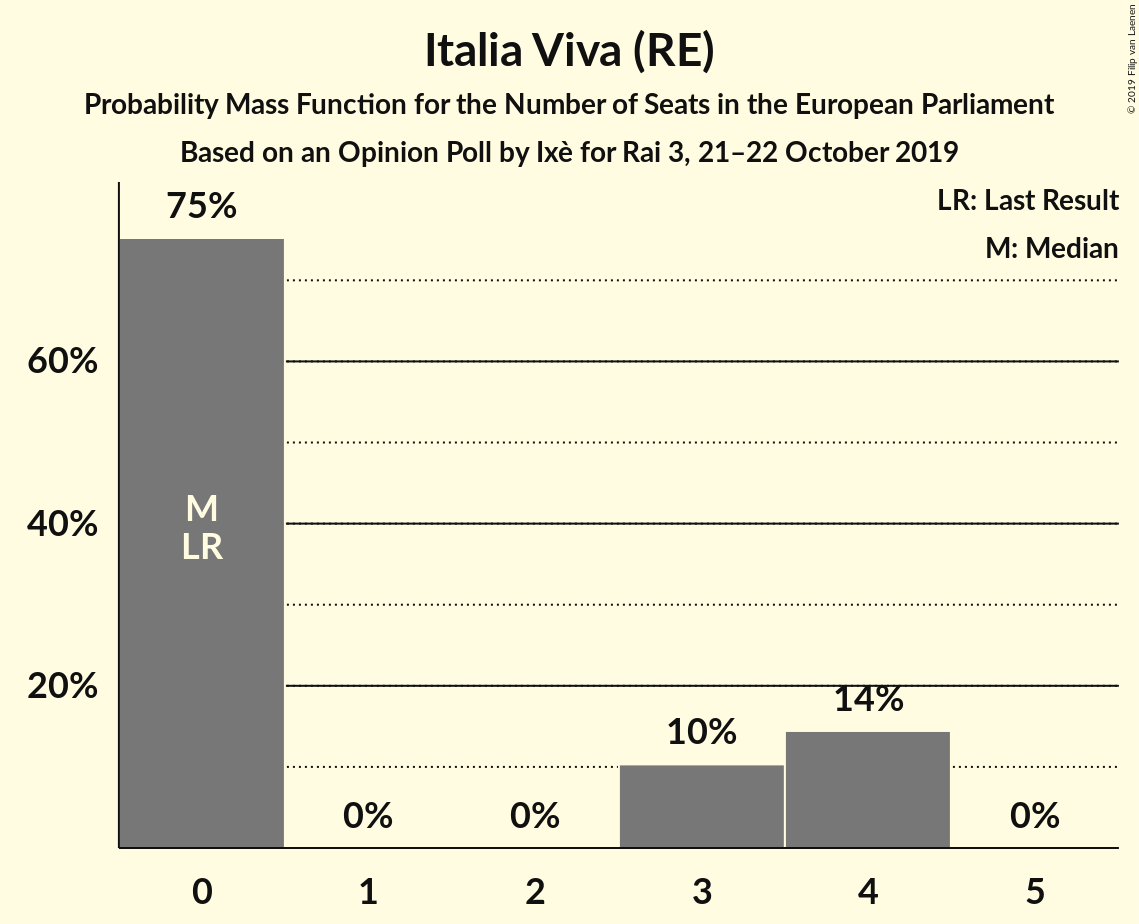 Italia Viva (RE)
Probability Mass Function for the Number of Seats in the European Parliament
Based on an Opinion Poll by Ixè for Rai 3, 21–22 October 2019
© 2019 Filip van Laenen
LR: Last Result
M: Median
75%
60%
40%
20%
M
LR
0%
0%
10%
14%
0%
0
1
2
3
4
5